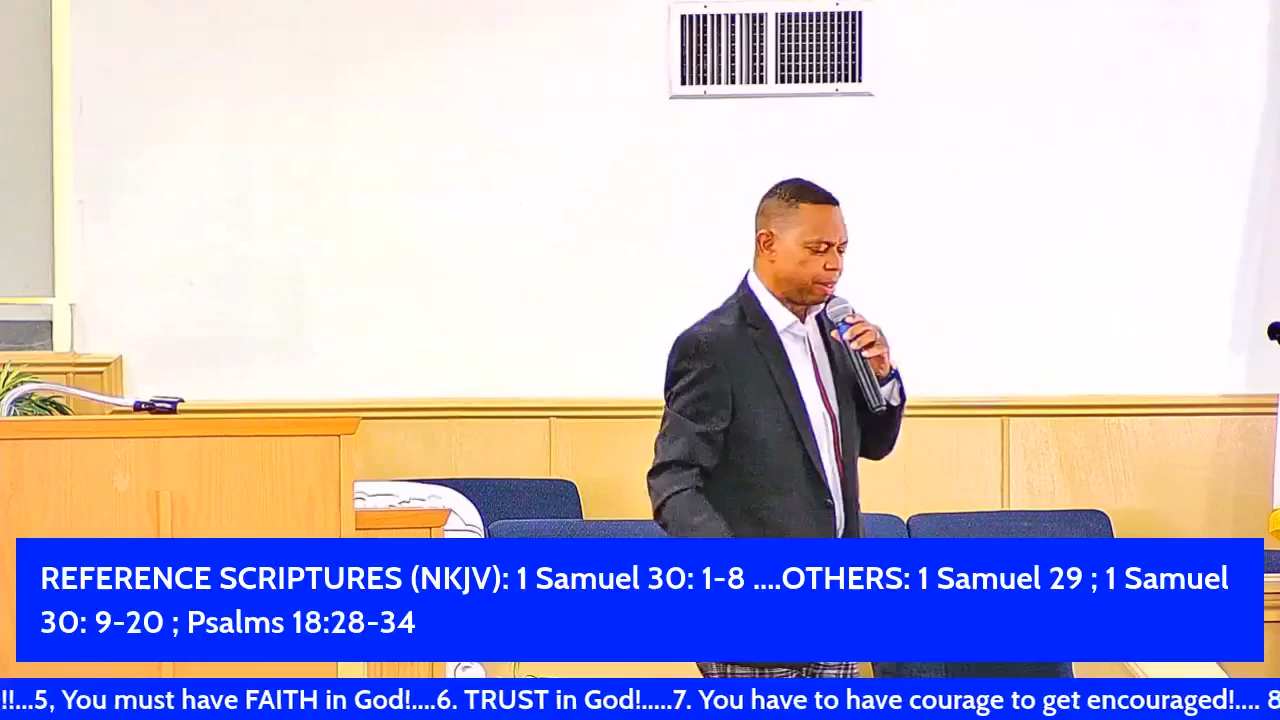 REFERENCE SCRIPTURES (NKJV): 1 Samuel 30: 1-8 ....OTHERS: 1 Samuel 29 ; 1 Samuel
30: 9-20 ; Psalms 18:28-34
!!...5, You must have FAITH in God!....6. TRUST in God!.....7. You have to have courage to get encouraged!.... 8